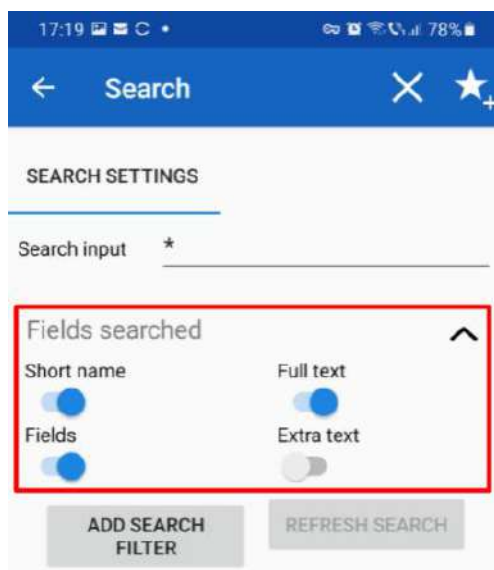 17:19 78%
Search
SEARCH SETTINGS
Search input *
Fields searched
Short name Full text
Fields Extra text
ADD SEARCH REFRESH SEARCH
FILTER